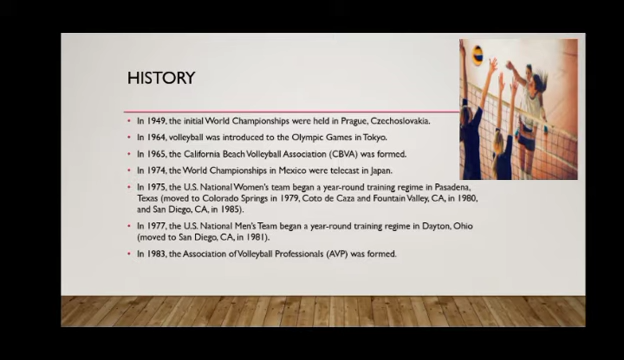 HISTORY
• In 1949, the initial World Championships were held in Prague, Czechoslovakia.
• In 1964, volleyball was introduced to the Olympic Games in Tokyo.
• In 1965, the California Beach Volleyball Association (CBVA) was formed.
• In 1974, the World Championships in Mexico were telecast in Japan.
• In 1975, the U.S. National Women's team began a year-round training regime in Pasadena,
Texas (moved to Colorado Springs in 1979, Coto de Caza and Fountain Valley, CA, in 1980,
and San Diego, CA, in 1985).
• In 1977, the U.S. National Men's Team began a year-round training regime in Dayton, Ohio
(moved to San Diego, CA, in 1981).
• In 1983, the Association of Volleyball Professionals (AVP) was formed.